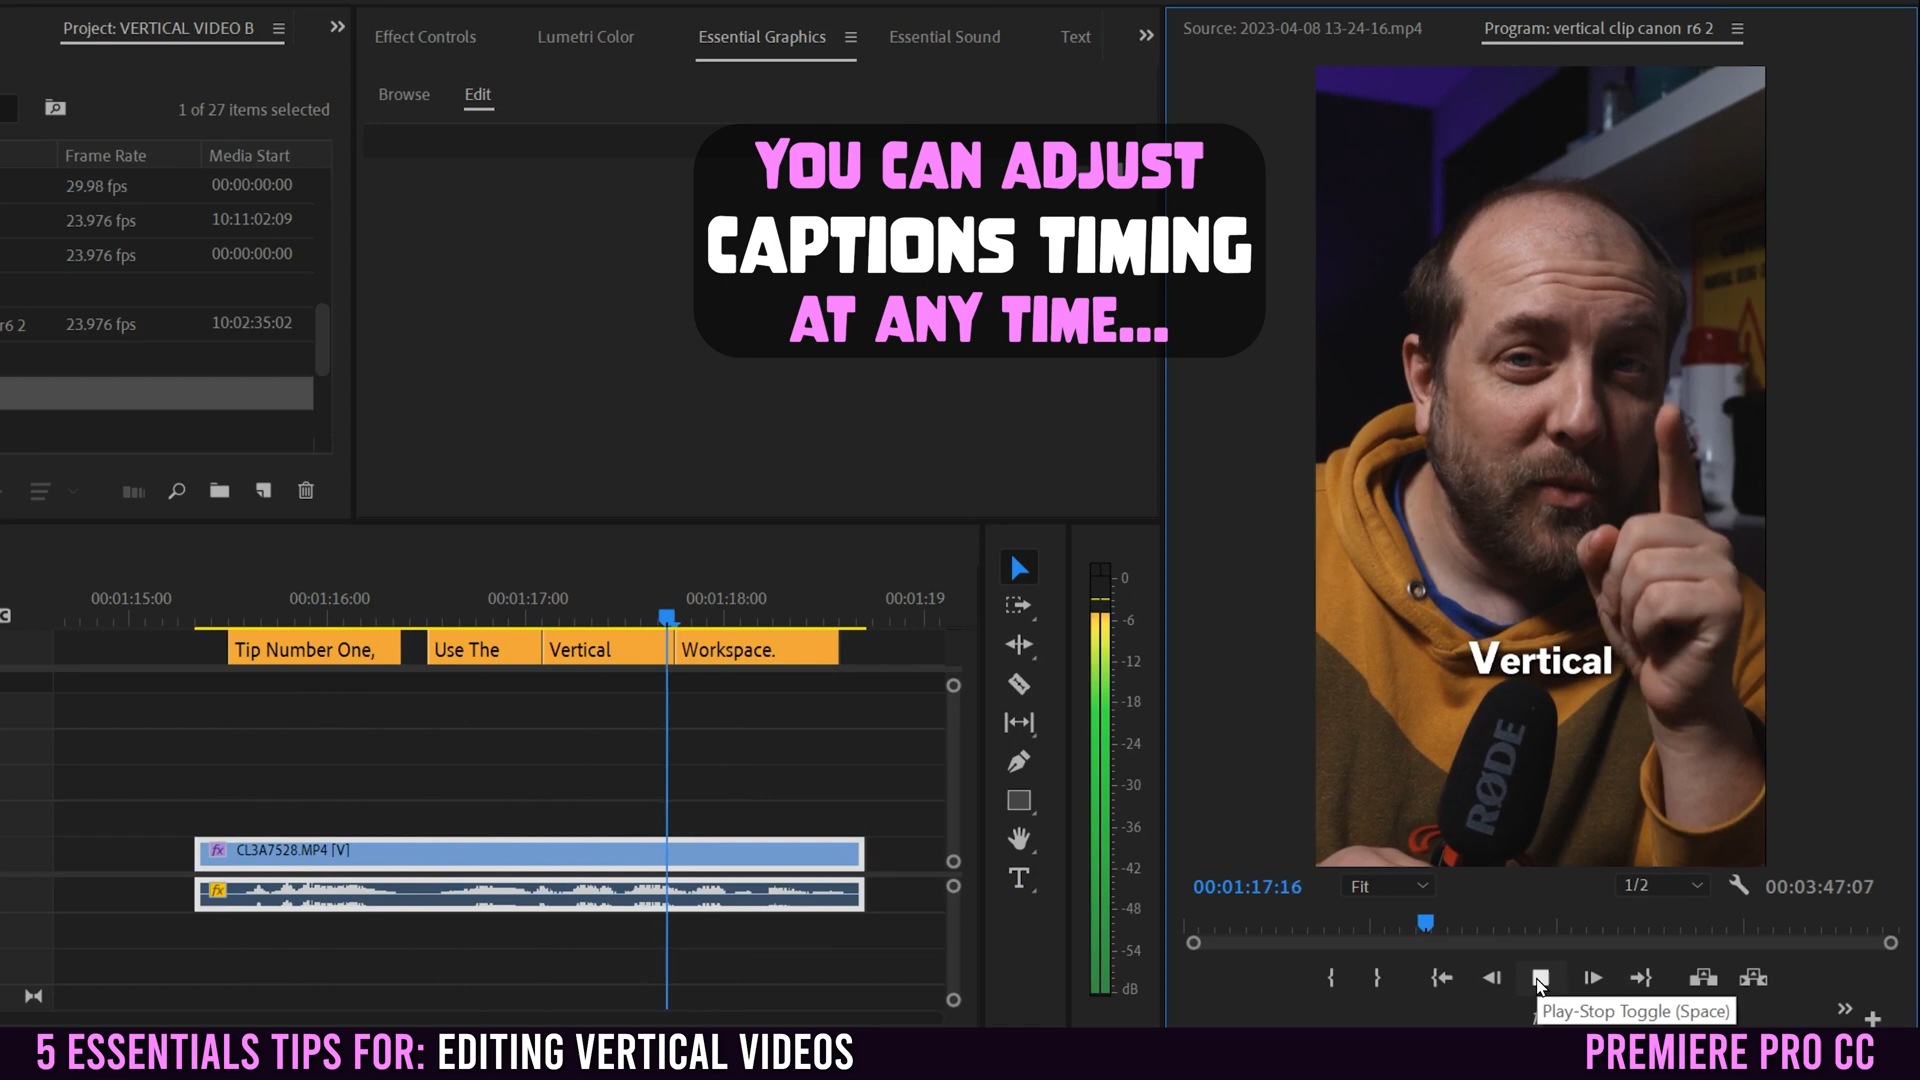 Project: VERTICAL VIDEO B
1 of 27 items selected
Frame Rate
Media Start
29.98 fps
00:00:00:00
23.976 fps
10:11:02:09
23.976 fps
00:00:00:00
r6 2
23.976 fps
10:02:35:02
Effect Controls
Lumetri Color
Essential Graphics
Essential Sound
Text
Browse
Edit
YOU CAN ADJUST
CAPTIONS TIMING
AT ANY TIME...
Source: 2023-04-08 13-24-16.mp4
Program: vertical clip canon r6 2
Vertical
RØDE
00:01:17:16
Fit
1/2
00:03:47:07
Play-Stop Toggle (Space)
00:01:15:00
00:01:16:00
00:01:17:00
00:01:18:00
00:01:19
Tip Number One,
Use The
Vertical
Workspace.
fx CL3A7528.MP4 [V]
fx
0
-6
-12
-18
-24
-30
-36
-42
-48
-54
dB
5 ESSENTIALS TIPS FOR: EDITING VERTICAL VIDEOS
PREMIERE PRO CC